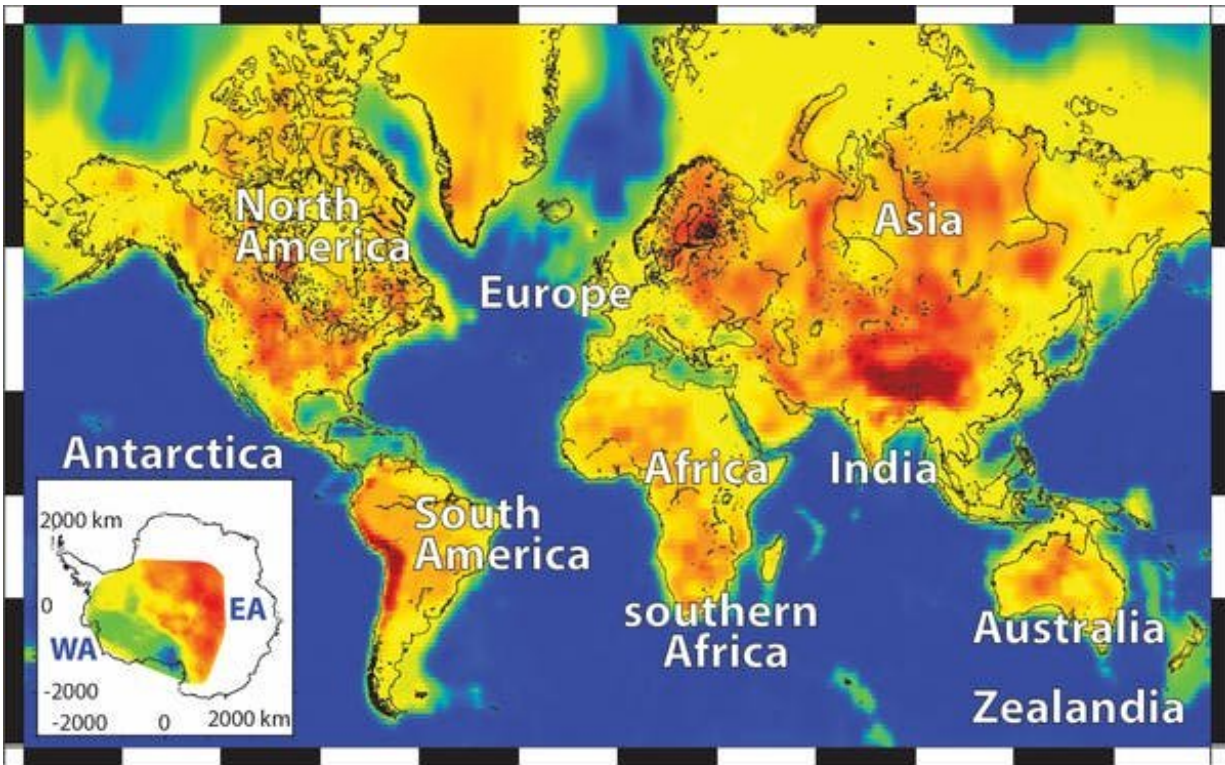 North
America
Asia
Europe
Antarctica
Africa
India
South
America
southern
Africa
Australia
Zealandia
2000 km
0
-2000
-2000
0
2000 km
WA
EA